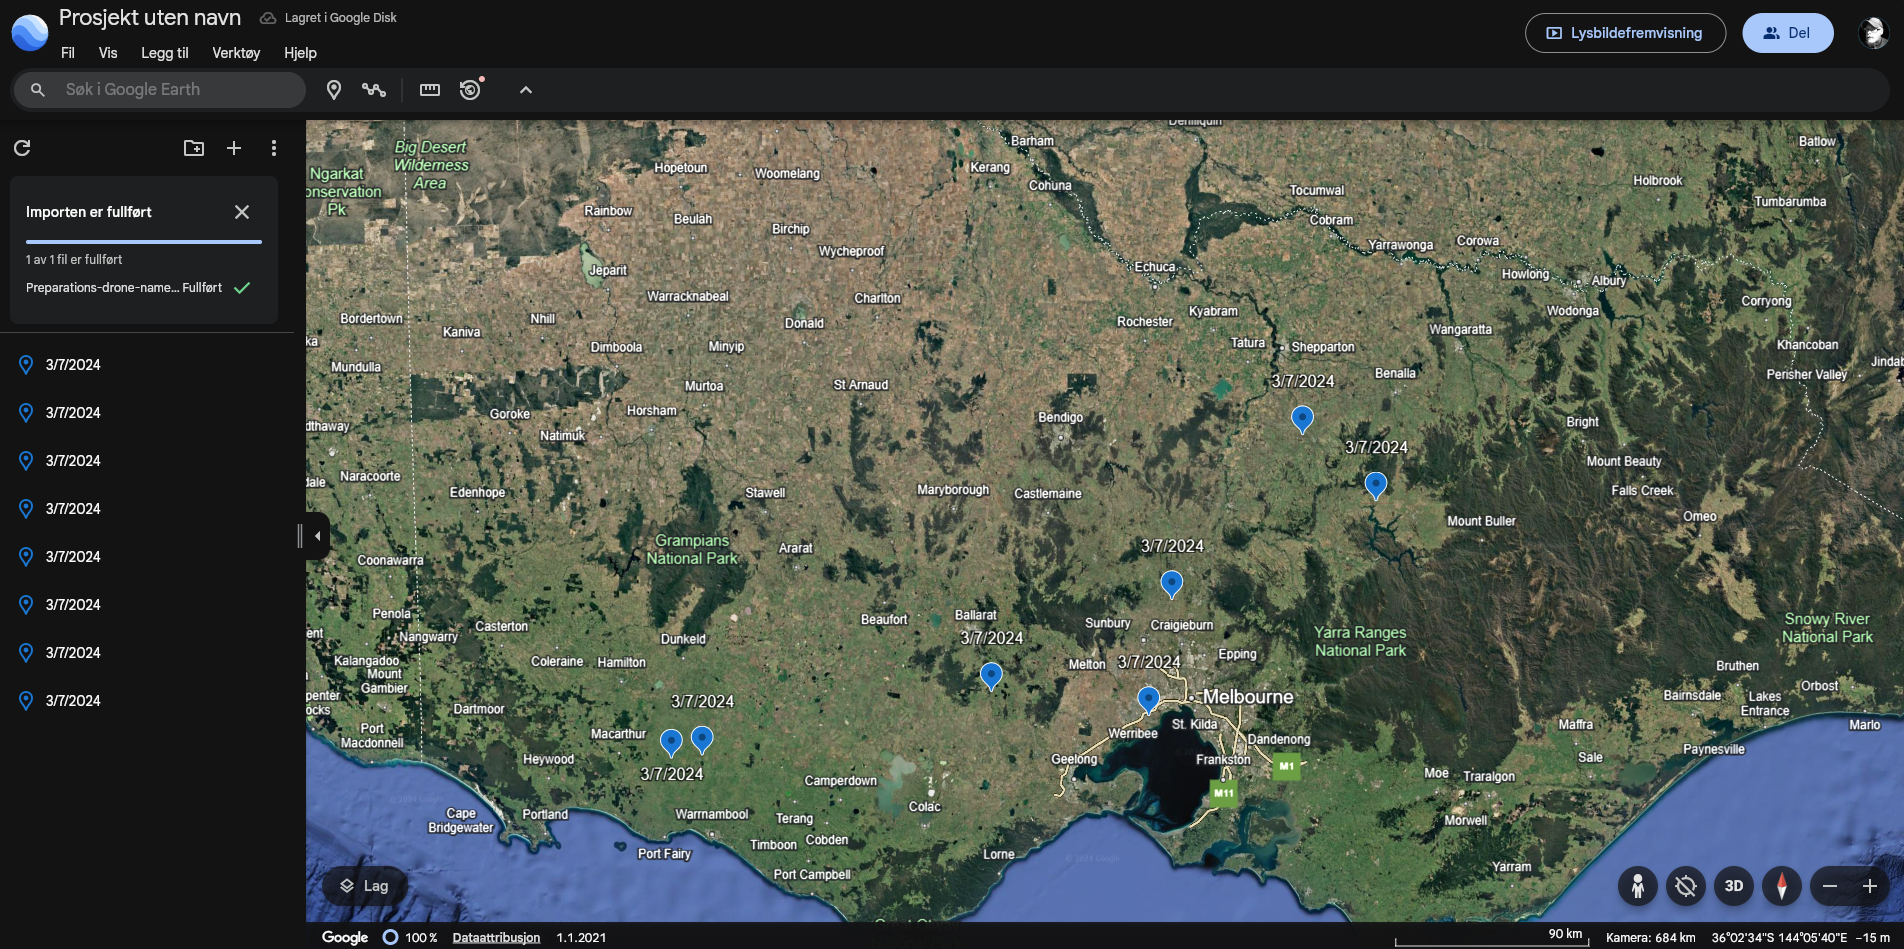 Prosjekt uten navn
Lagret i Google Disk
Fil Vis Legg til Verktøy Hjelp
Lysbildefremvisning
Del
Søk i Google Earth
Importen er fullført
1 av 1 fil er fullført
Preparations-drone-name... Fullført
3/7/2024
3/7/2024
3/7/2024
3/7/2024
3/7/2024
3/7/2024
3/7/2024
3/7/2024
Deniliquin
Big Desert
Wilderness
Area
Ngarkat
onservation
Pk
Hopetoun
Woomelang
Barham
Kerang
Cohuna
Batlow
Holbrook
Tocumwal
Tumbarumba
Rainbow
Beulah
Birchip
Cobram
Wycheproof
Yarrawonga
Corowa
Jeparit
Echuca
Howlong
Albury
Warracknabeal
Charlton
Corryong
Kyabram
Wodonga
Bordertown
Nhill
Donald
Rochester
Kaniva
Wangaratta
ka
Dimboola
Minyip
Tatura
Shepparton
Khancoban
Mundulla
Jindab
Perisher Valley
Benalla
3/7/2024
Murtoa
St Arnaud
Goroke
Horsham
Bendigo
Bright
dthaway
Natimuk
3/7/2024
Mount Beauty
Naracoorte
dale
Edenhope
Stawell
Maryborough
Castlemaine
Falls Creek
Omeo
Mount Buller
Grampians
National Park
Ararat
3/7/2024
Coonawarra
Penola
Casterton
Beaufort
Ballarat
Sunbury
Craigieburn
Snowy River
National Park
ent
Nangwarry
Dunkeld
3/7/2024
Yarra Ranges
National Park
Epping
Kalangadoo
Coleraine
Hamilton
Melton
3/7/2024
Bruthen
Mount
Gambier
Orbost
penter
ocks
Bairnsdale
Lakes
Entrance
3/7/2024
Melbourne
Dartmoor
Port
Macdonnell
Macarthur
Werribee
St. Kilda
Maffra
Marlo
Dandenong
Paynesville
Heywood
Geelong
Frankston
Sale
M1
3/7/2024
Camperdown
Moe
Traralgon
M11
Colac
Cape
Bridgewater
Portland
Warrnambool
Terang
Morwell
Cobden
Timboon
Port Fairy
Lorne
© 2024 Google
Port Campbell
Yarram
Lag
3D
Google
100 %
Dataattribusjon
1.1.2021
90 km
Kamera: 684 km
36°02'34"S 144°05'40"E
−15 m